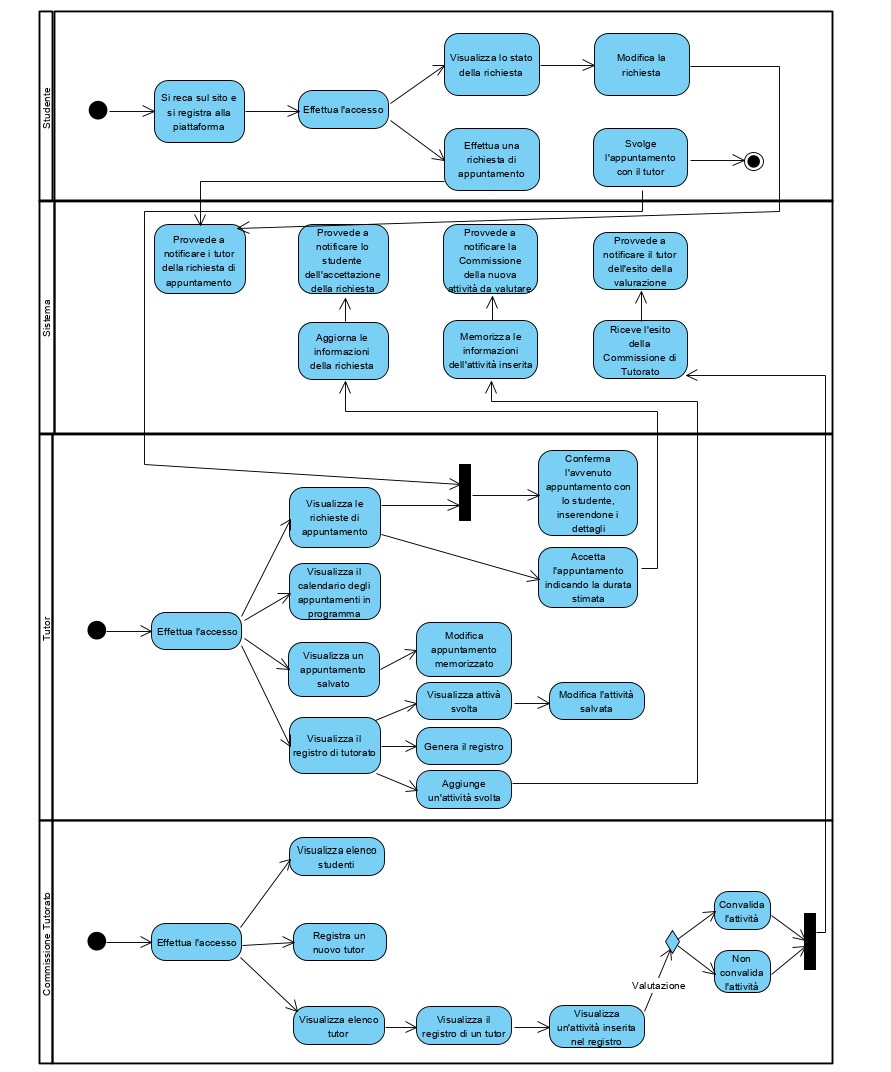 Studente
Si reca sul sito e
si registra alla
piattaforma
Effettua l'accesso
Visualizza lo stato
della richiesta
Modifica la
richiesta
Effettua una
richiesta di
appuntamento
Svolge
l'appuntamento
con il tutor
Sistema
Provvede a
notificare i tutor
della richiesta di
appuntamento
Provvede a
notificare lo
studente
dell'accettazione
della richiesta
Provvede a
notificare la
Commissione
della nuova
attività da valutare
Provvede a
notificare il tutor
dell'esito della
valurazione
Aggiorna le
informazioni
della richiesta
Memorizza le
informazioni
dell'attività inserita
Riceve l'esito
della
Commissione di
Tutorato
Tutor
Effettua l'accesso
Visualizza le
richieste di
appuntamento
Conferma
l'avvenuto
appuntamento con
lo studente,
inserendone i
dettagli
Accetta
l'appuntamento
indicando la durata
stimata
Visualizza il
calendario degli
appuntamenti in
programma
Visualizza un
appuntamento
salvato
Modifica
appuntamento
memorizzato
Visualizza il
registro di tutorato
Visualizza attivà
svolta
Modifica l'attività
salvata
Genera il registro
Aggiunge
un'attività svolta
Commissione Tutorato
Effettua l'accesso
Visualizza elenco
studenti
Registra un
nuovo tutor
Visualizza elenco
tutor
Visualizza il
registro di un tutor
Visualizza
un'attività inserita
nel registro
Valutazione
Convalida
l'attività
Non
convalida
l'attività